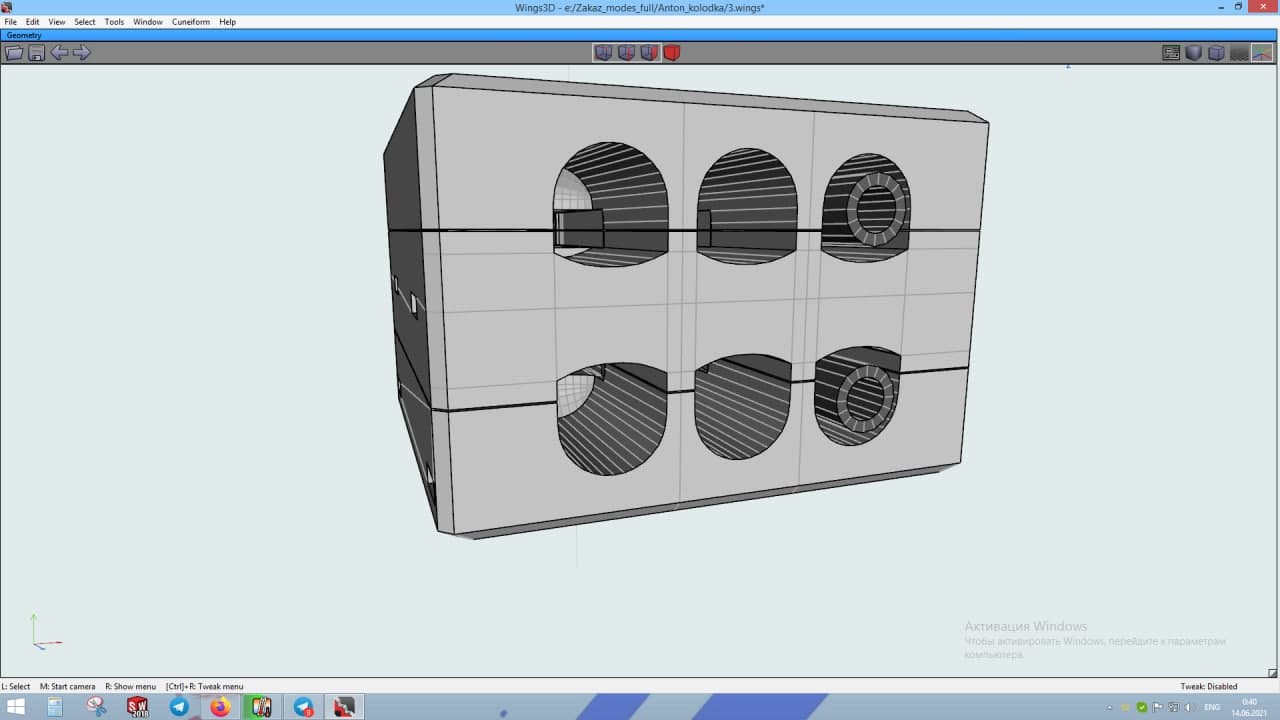 Wings3D - e:/Zakaz_modes_full/Anton_kolodka/3.wings*
File Edit View Select Tools Window Cuneiform Help
Geometry
Активация Windows
Чтобы активировать Windows, перейдите к параметрам
компьютера.
L: Select M: Start camera R: Show menu [Ctrl]+R: Tweak menu Tweak: Disabled
SW
2018
ENG
0:40
14.06.2021